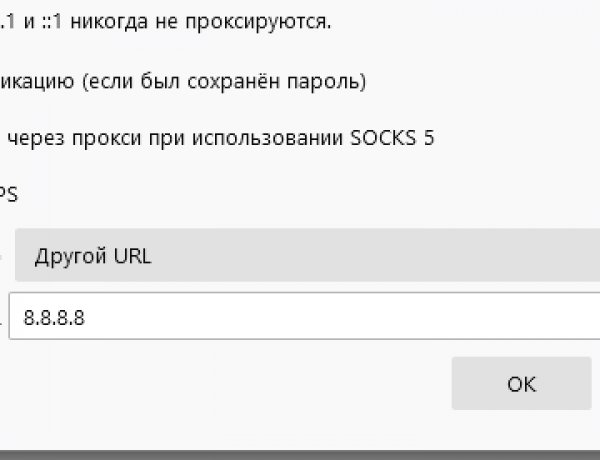 .1 и ::1 никогда не проксируются.
икацию (если был сохранён пароль)
через прокси при использовании SOCKS 5
PS
Другой URL
8.8.8.8
OK